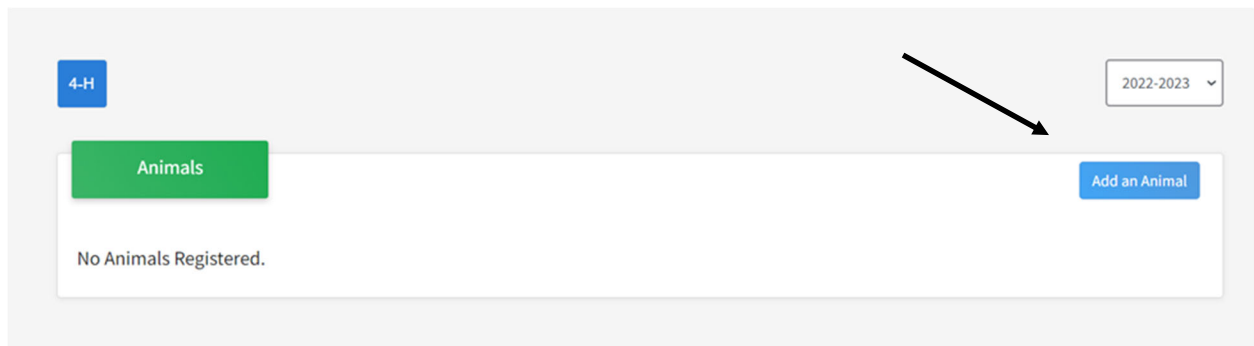 4-H
2022-2023
Animals
Add an Animal
No Animals Registered.